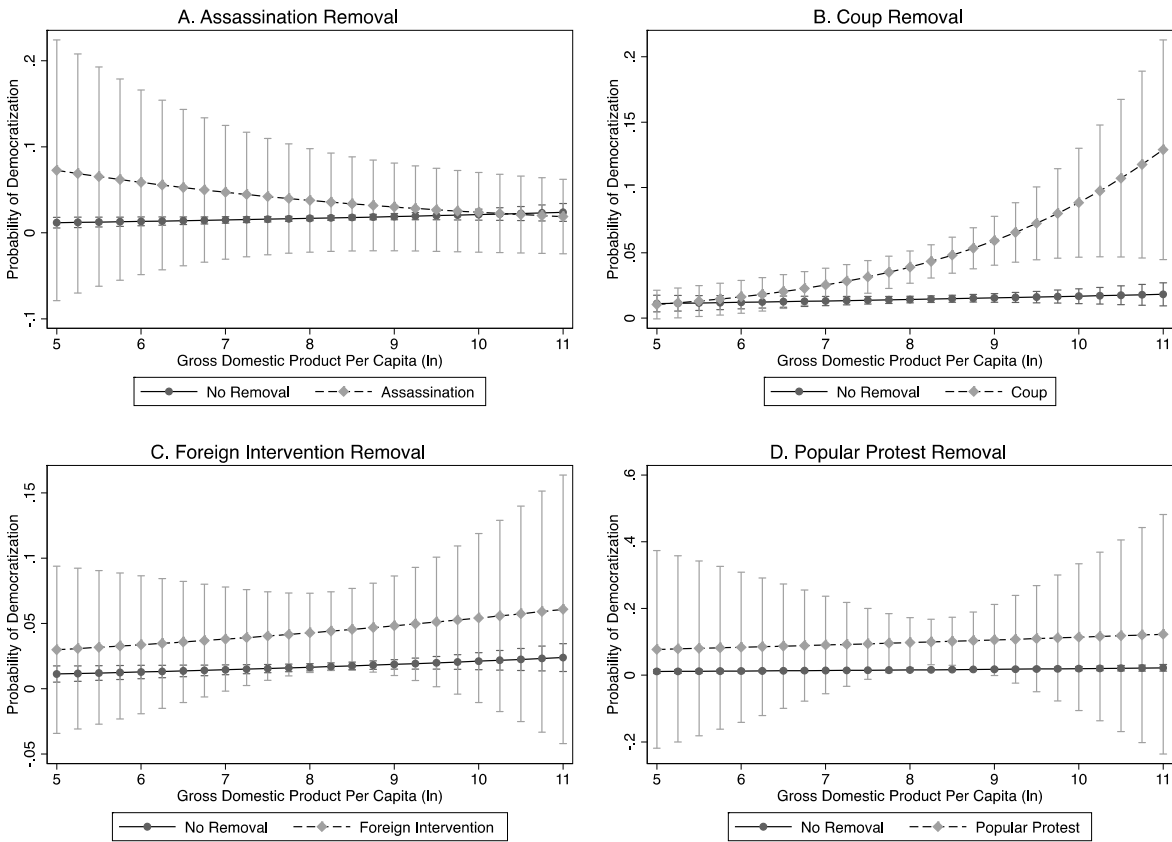 A. Assassination Removal
Probability of Democratization
.2
.1
0
-.1
5 6 7 8 9 10 11
Gross Domestic Product Per Capita (ln)
No Removal Assassination
B. Coup Removal
Probability of Democratization
.2
.15
.1
.05
0
5 6 7 8 9 10 11
Gross Domestic Product Per Capita (ln)
No Removal Coup
C. Foreign Intervention Removal
Probability of Democratization
.15
.1
.05
0
-.05
5 6 7 8 9 10 11
Gross Domestic Product Per Capita (ln)
No Removal Foreign Intervention
D. Popular Protest Removal
Probability of Democratization
.6
.4
.2
0
-.2
5 6 7 8 9 10 11
Gross Domestic Product Per Capita (ln)
No Removal Popular Protest